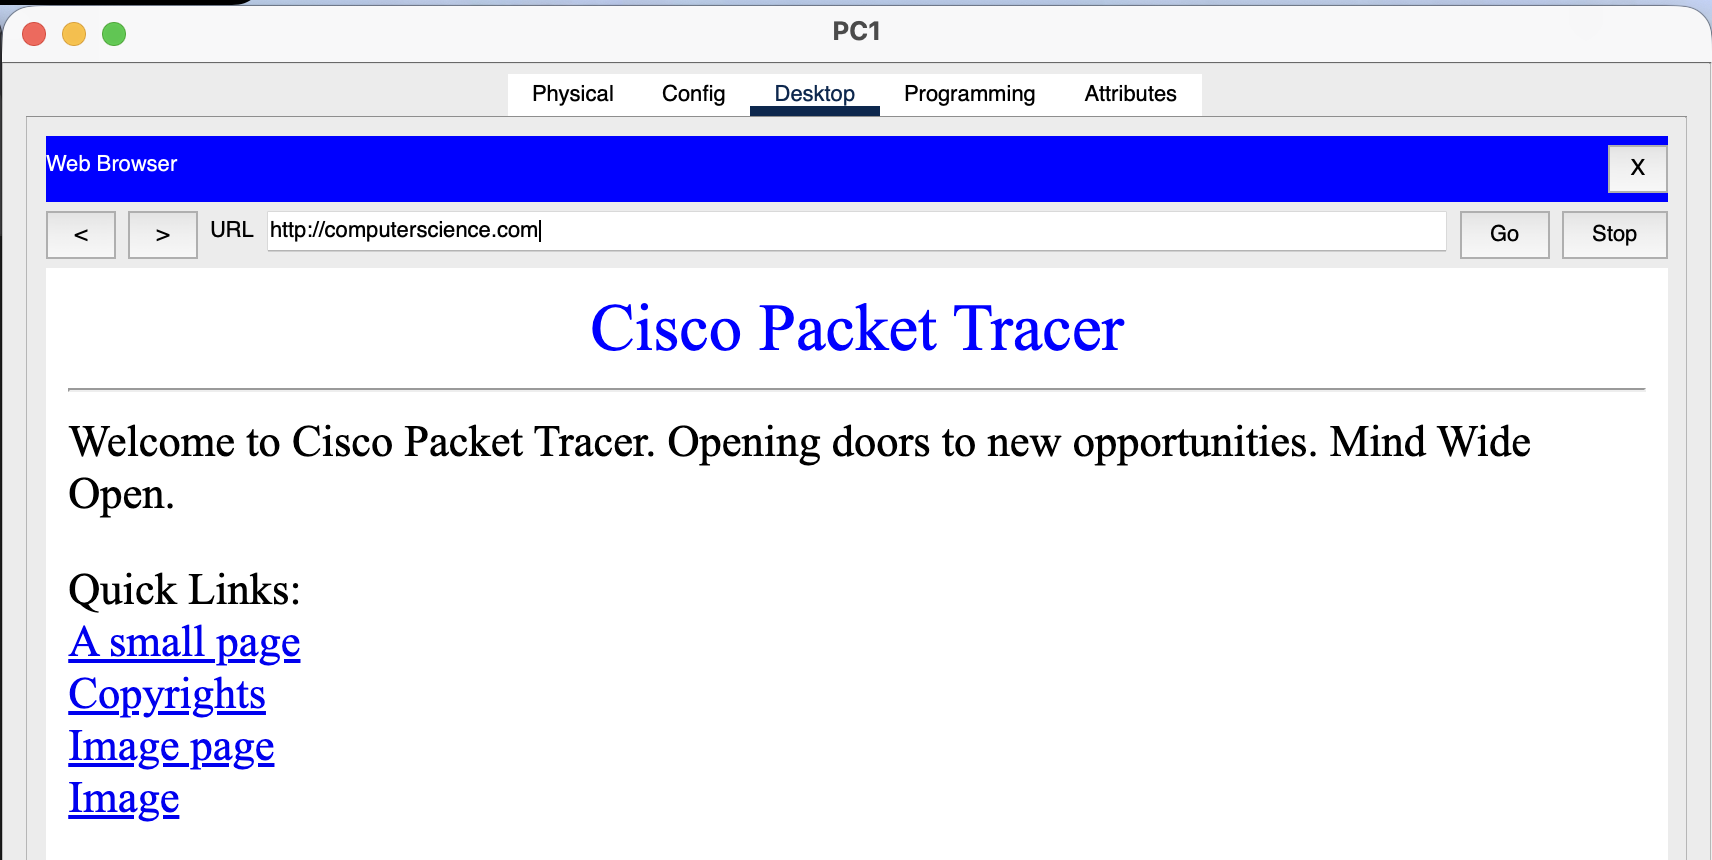 PC1
Physical Config Desktop Programming Attributes
Web Browser X
< > URL http://computerscience.com Go Stop
Cisco Packet Tracer
Welcome to Cisco Packet Tracer. Opening doors to new opportunities. Mind Wide
Open.
Quick Links:
A small page
Copyrights
Image page
Image